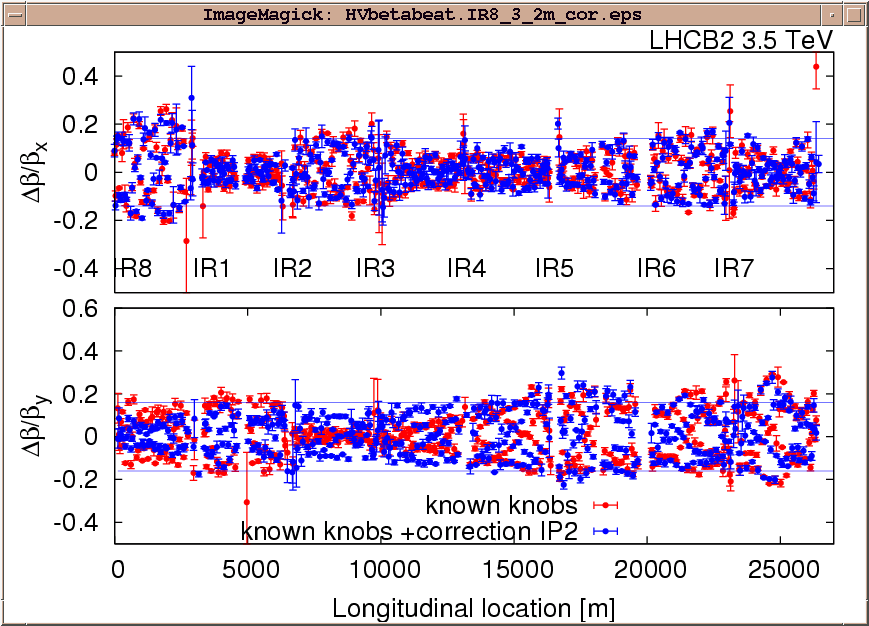 ImageMagick: HVbetabeat.IR8_3_2m_cor.eps
LHCB2 3.5 TeV
0.4
0.2
0
-0.2
-0.4
Δβ/βx
IR8 IR1 IR2 IR3 IR4 IR5 IR6 IR7
0.6
0.4
0.2
0
-0.2
-0.4
Δβ/βy
known knobs
known knobs +correction IP2
0 5000 10000 15000 20000 25000
Longitudinal location [m]